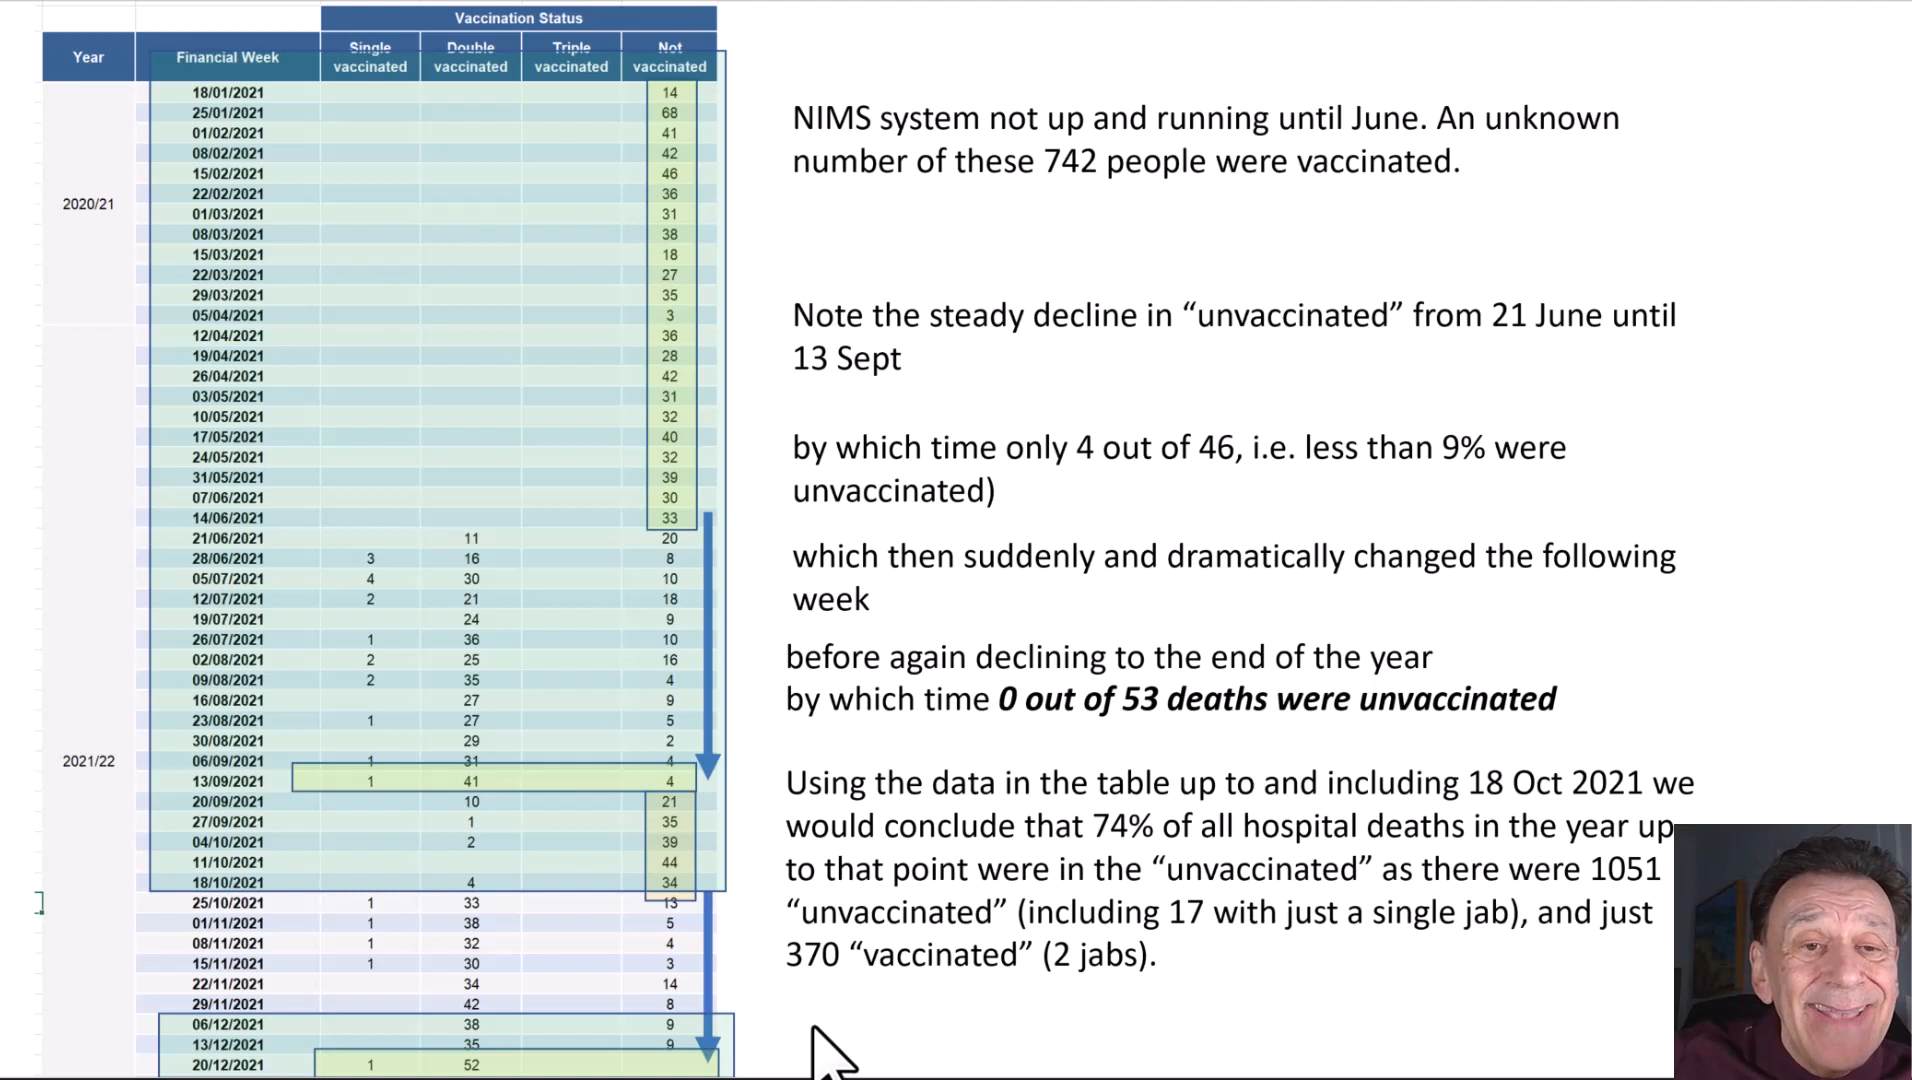 Vaccination Status
Year Financial Week Single vaccinated Double vaccinated Triple vaccinated Not vaccinated
2020/21
18/01/2021 14
25/01/2021 68
01/02/2021 41
08/02/2021 42
15/02/2021 46
22/02/2021 36
01/03/2021 31
08/03/2021 38
15/03/2021 18
22/03/2021 27
29/03/2021 35
05/04/2021 3
2021/22
12/04/2021 36
19/04/2021 28
26/04/2021 42
03/05/2021 31
10/05/2021 32
17/05/2021 40
24/05/2021 32
31/05/2021 39
07/06/2021 30
14/06/2021 33
21/06/2021 11 20
28/06/2021 3 16 8
05/07/2021 4 30 10
12/07/2021 2 21 18
19/07/2021 24 9
26/07/2021 1 36 10
02/08/2021 2 25 16
09/08/2021 2 35 4
16/08/2021 27 9
23/08/2021 1 27 5
30/08/2021 29 2
06/09/2021 1 31 4
13/09/2021 1 41 4
20/09/2021 10 21
27/09/2021 1 35
04/10/2021 2 39
11/10/2021 44
18/10/2021 4 34
25/10/2021 1 33 13
01/11/2021 1 38 5
08/11/2021 1 32 4
15/11/2021 1 30 3
22/11/2021 34 14
29/11/2021 42 8
06/12/2021 38 9
13/12/2021 35 9
20/12/2021 1 52
NIMS system not up and running until June. An unknown
number of these 742 people were vaccinated.
Note the steady decline in “unvaccinated” from 21 June until
13 Sept
by which time only 4 out of 46, i.e. less than 9% were
unvaccinated)
which then suddenly and dramatically changed the following
week
before again declining to the end of the year
by which time 0 out of 53 deaths were unvaccinated
Using the data in the table up to and including 18 Oct 2021 we
would conclude that 74% of all hospital deaths in the year up
to that point were in the “unvaccinated” as there were 1051
“unvaccinated” (including 17 with just a single jab), and just
370 “vaccinated” (2 jabs).